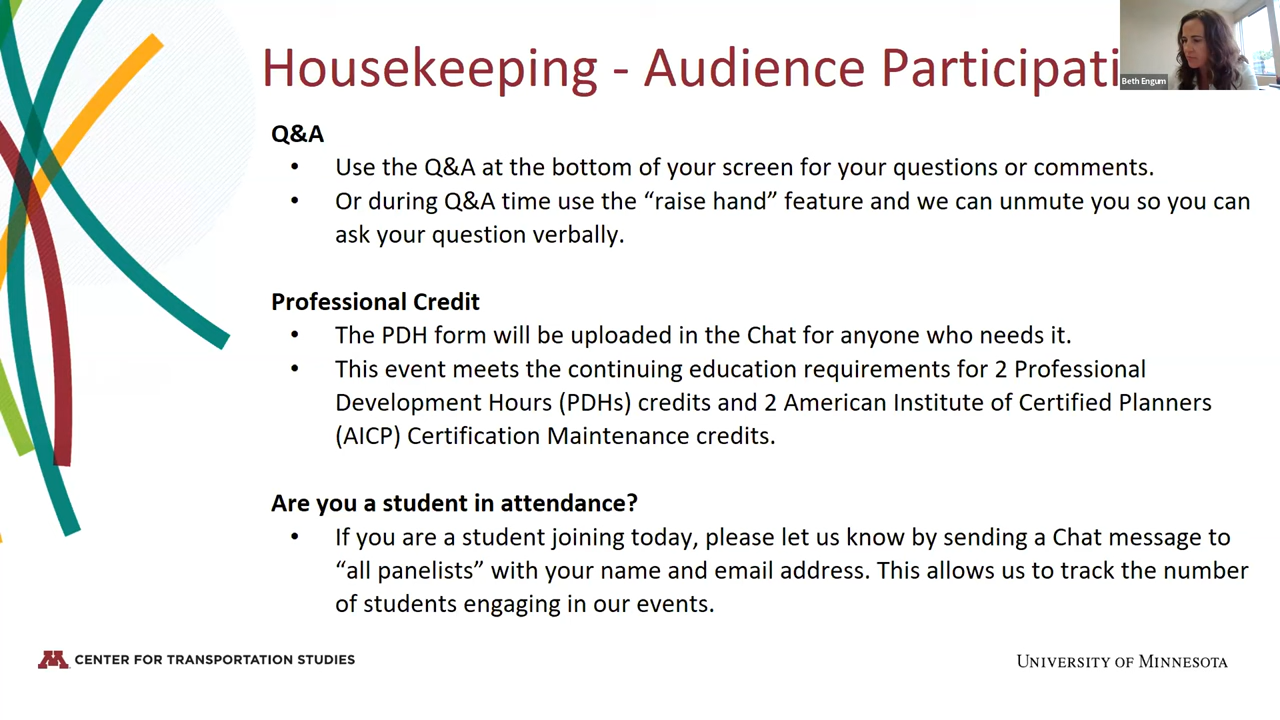 Housekeeping - Audience Participati
Beth Engum
Q&A
• Use the Q&A at the bottom of your screen for your questions or comments.
• Or during Q&A time use the “raise hand” feature and we can unmute you so you can
ask your question verbally.
Professional Credit
• The PDH form will be uploaded in the Chat for anyone who needs it.
• This event meets the continuing education requirements for 2 Professional
Development Hours (PDHs) credits and 2 American Institute of Certified Planners
(AICP) Certification Maintenance credits.
Are you a student in attendance?
• If you are a student joining today, please let us know by sending a Chat message to
“all panelists” with your name and email address. This allows us to track the number
of students engaging in our events.
M CENTER FOR TRANSPORTATION STUDIES
UNIVERSITY OF MINNESOTA